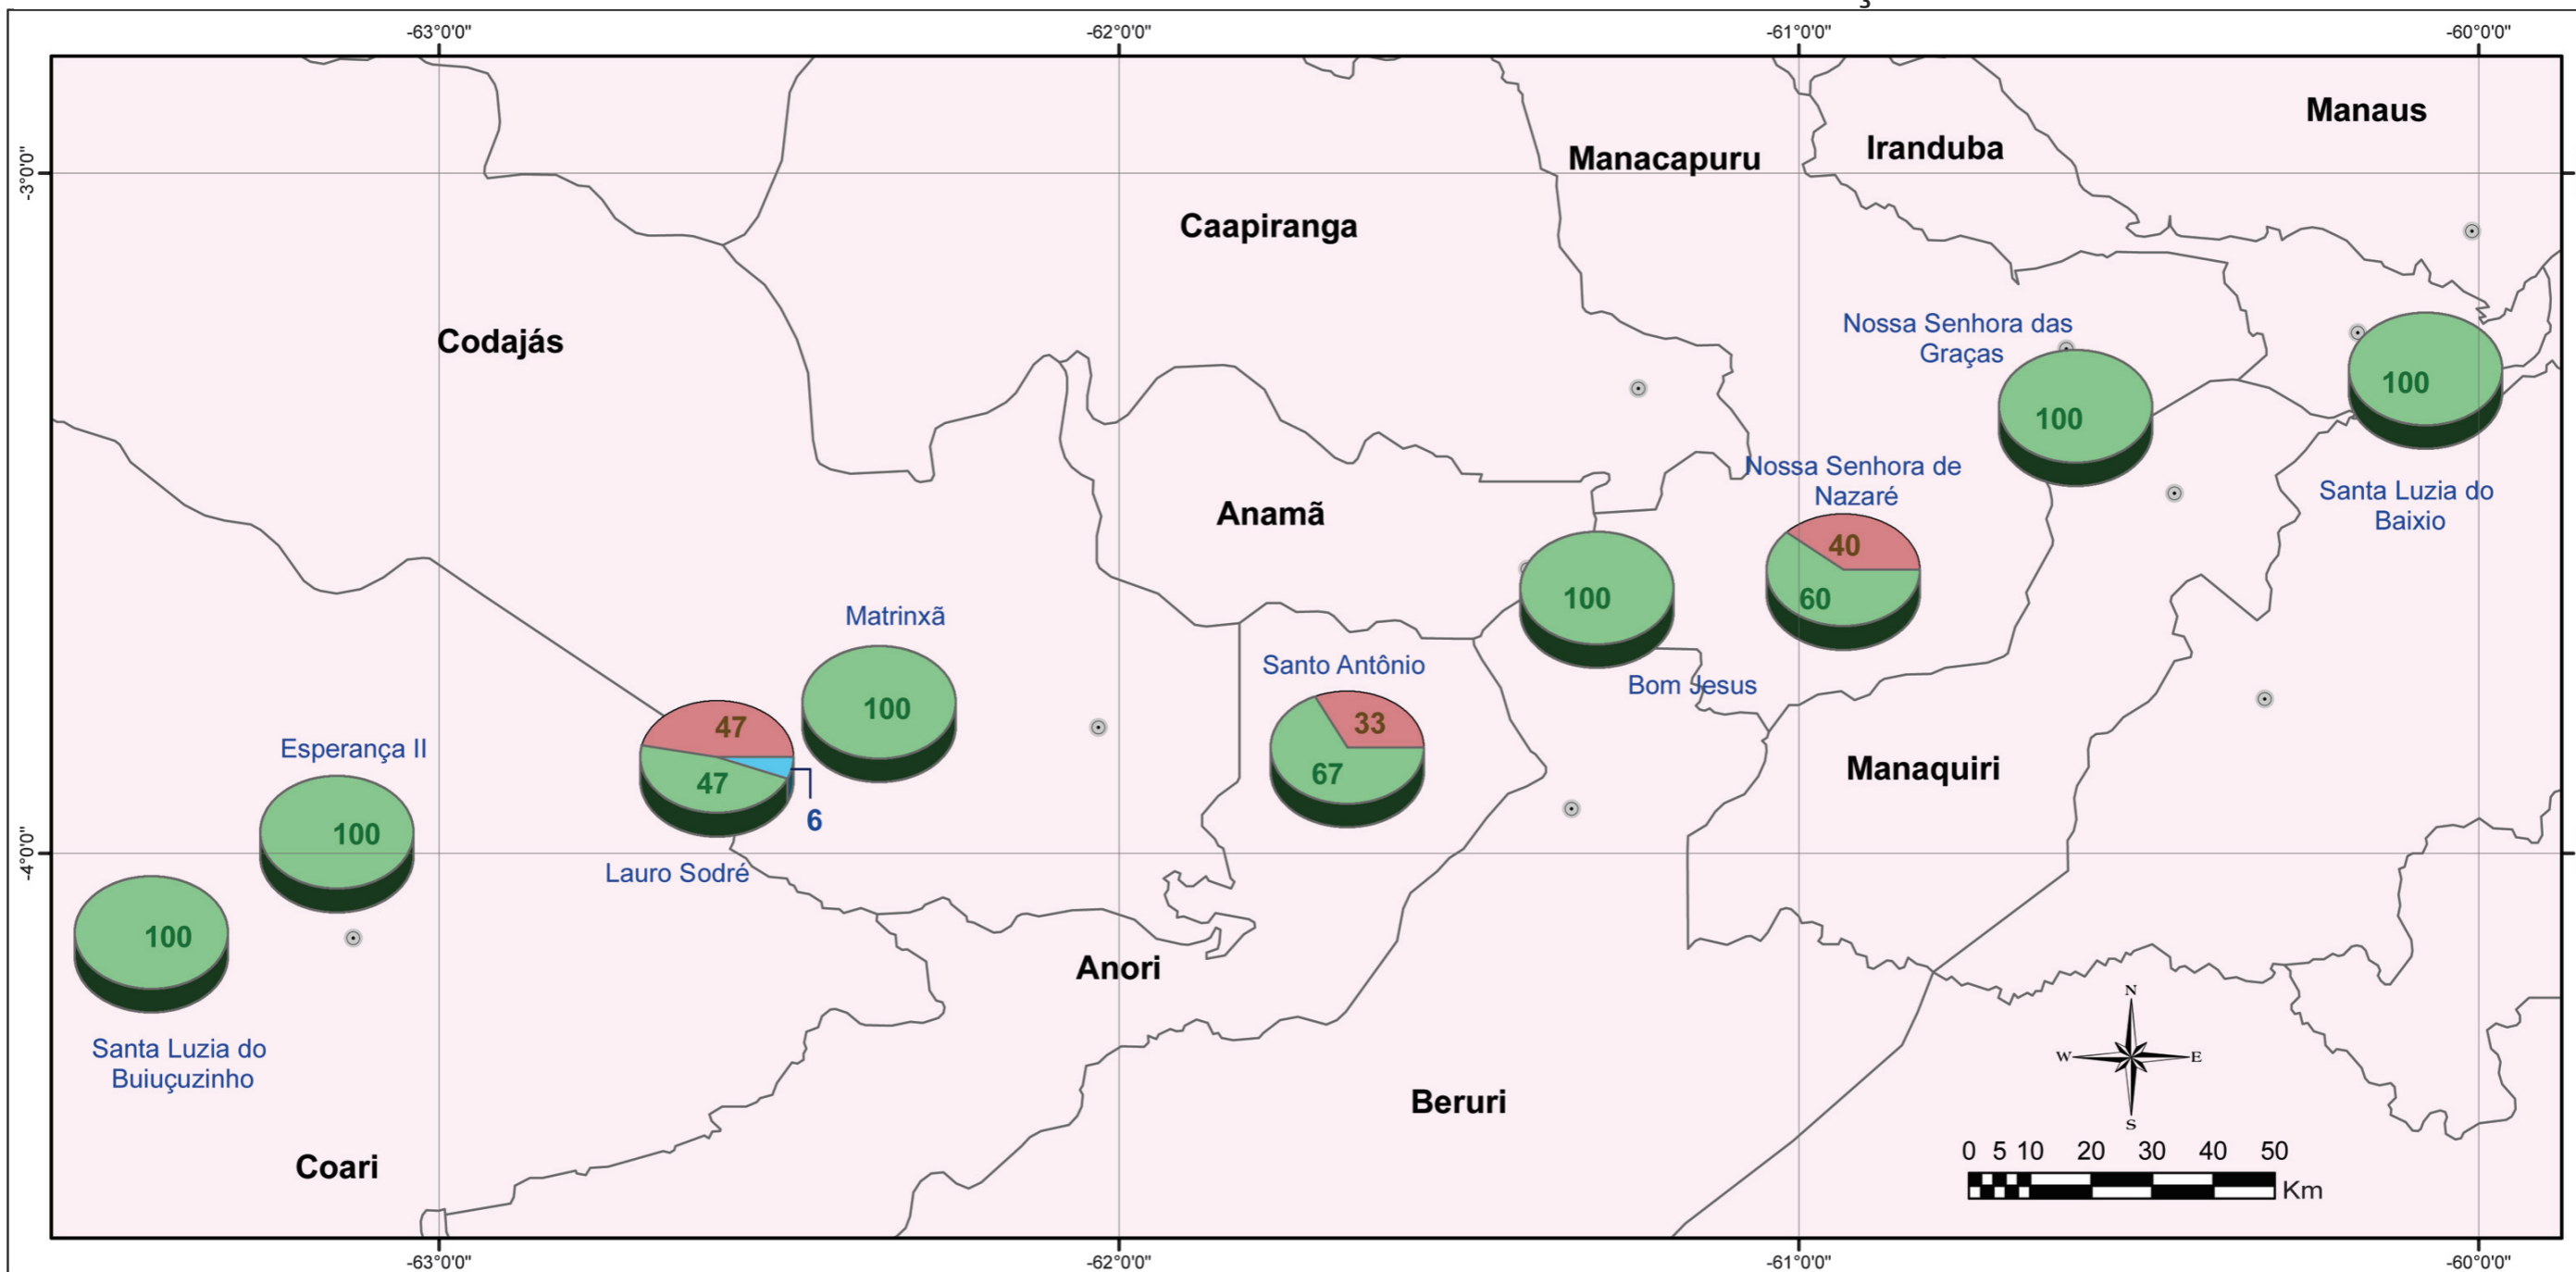 3
-63°0'0"
-62°0'0"
-61°0'0"
-60°0'0"
Manaus
Iranduba
Manacapuru
-3°0'0"
Caapiranga
Nossa Senhora das
Graças
Codajás
100
100
Nossa Senhora de
Nazaré
Santa Luzia do
Baixio
Anamã
40
60
100
Matrinxã
Santo Antônio
Bom Jesus
100
47
47
6
33
67
Esperança II
Manaquiri
100
-4°0'0"
Lauro Sodré
100
Anori
N
W
E
S
Santa Luzia do
Buiuçuzinho
Beruri
Coari
0 5 10 20 30 40 50
Km
-63°0'0"
-62°0'0"
-61°0'0"
-60°0'0"